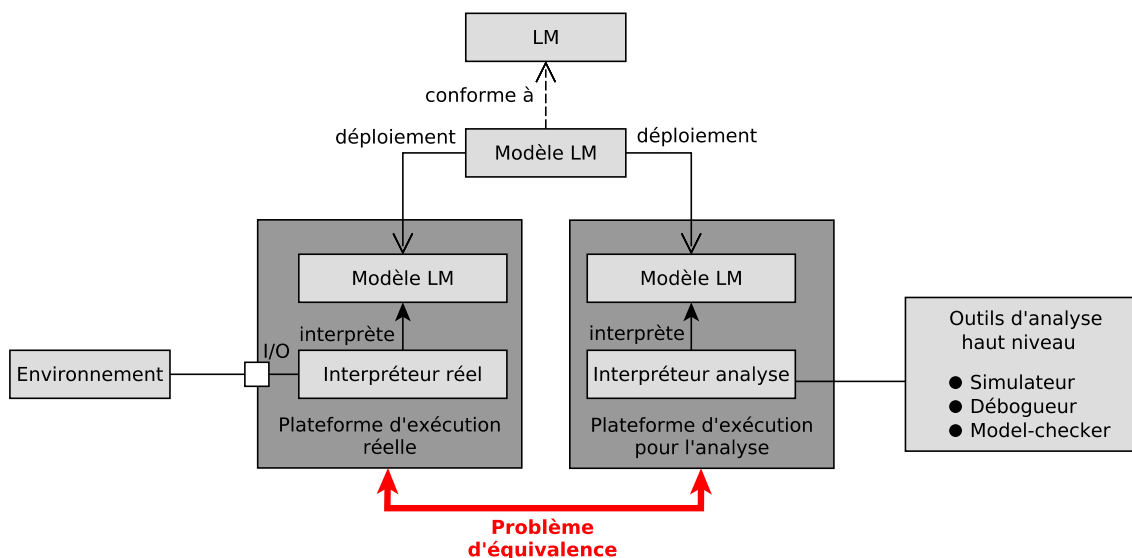 LM
conforme à
déploiement
déploiement
Modèle LM
Modèle LM
Modèle LM
interprète
interprète
I/O
Environnement
Interpréteur réel
Interpréteur analyse
Plateforme d'exécution
réelle
Plateforme d'exécution
pour l'analyse
Outils d'analyse
haut niveau
● Simulateur
● Débogueur
● Model-checker
Problème
d'équivalence